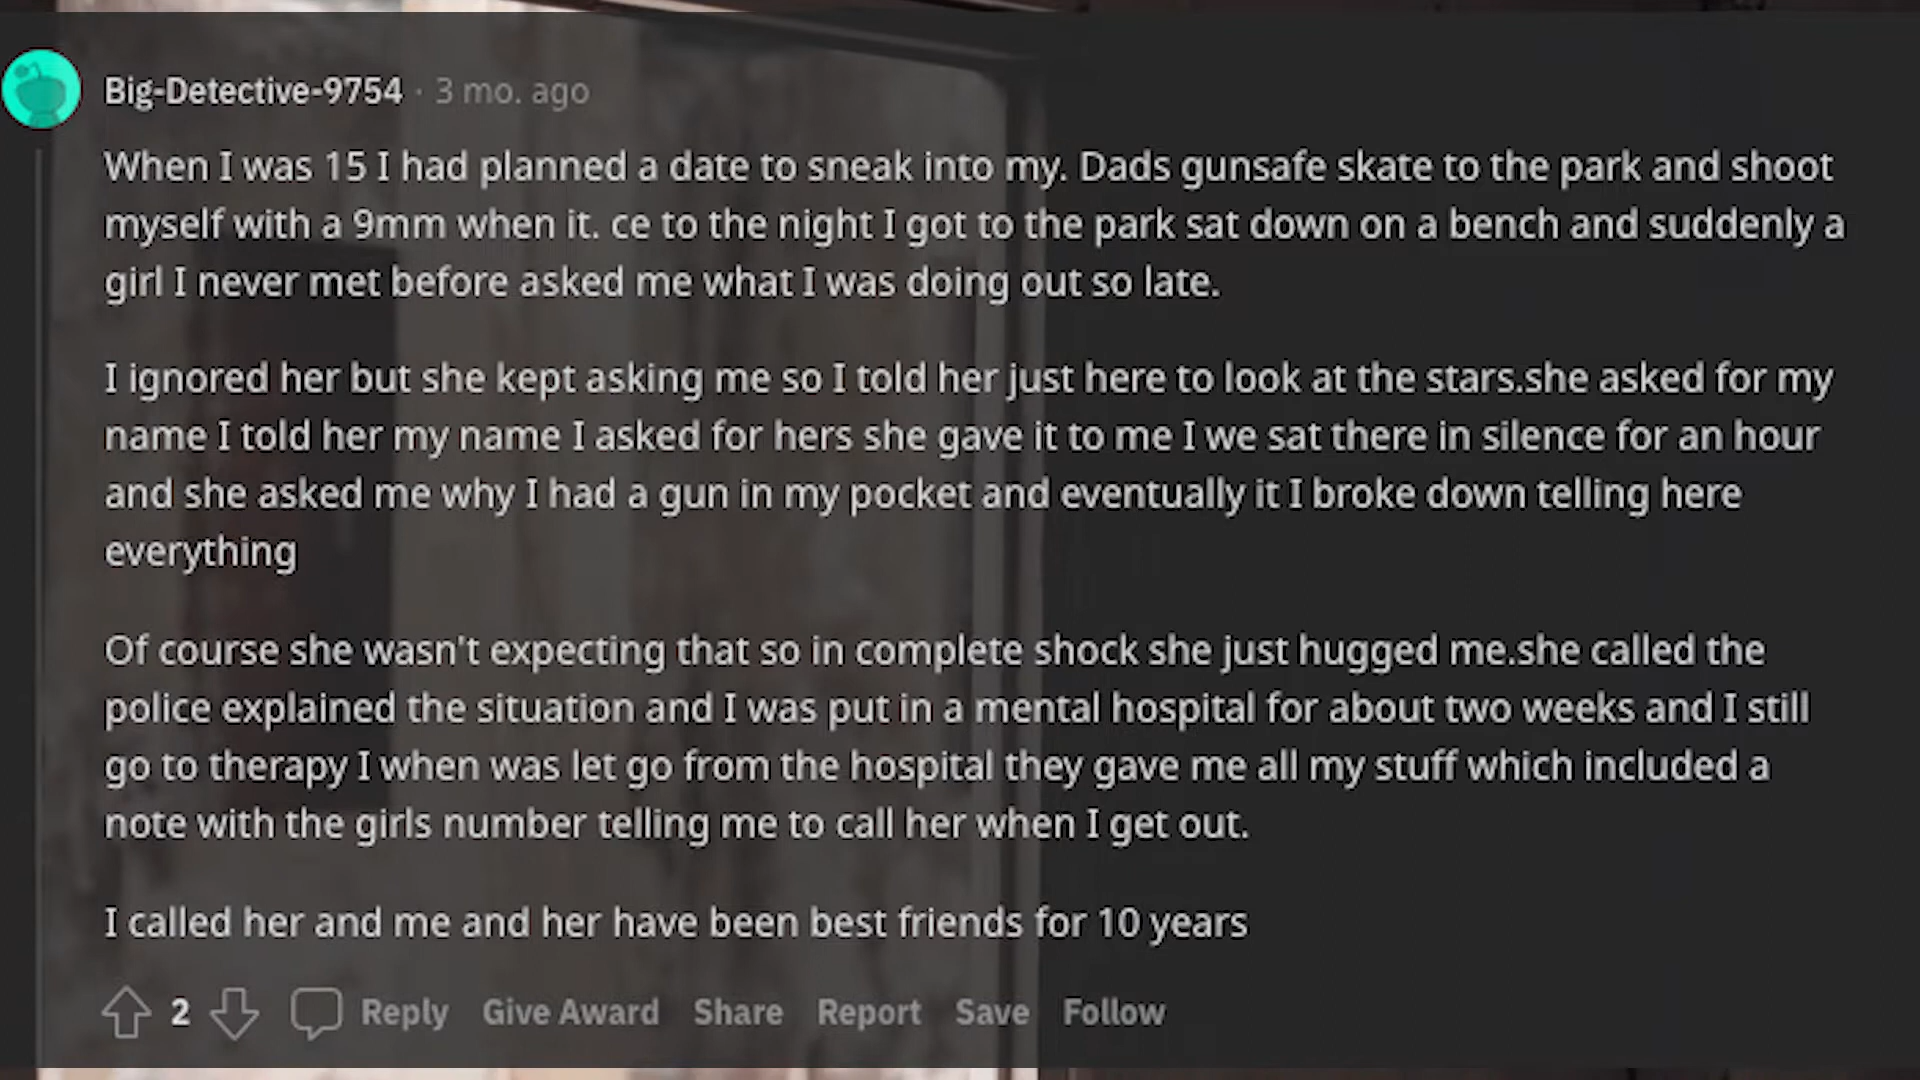 Big-Detective-9754 · 3 mo. ago
When I was 15 I had planned a date to sneak into my. Dads gunsafe skate to the park and shoot
myself with a 9mm when it. ce to the night I got to the park sat down on a bench and suddenly a
girl I never met before asked me what I was doing out so late.
I ignored her but she kept asking me so I told her just here to look at the stars.she asked for my
name I told her my name I asked for hers she gave it to me I we sat there in silence for an hour
and she asked me why I had a gun in my pocket and eventually it I broke down telling here
everything
Of course she wasn't expecting that so in complete shock she just hugged me.she called the
police explained the situation and I was put in a mental hospital for about two weeks and I still
go to therapy I when was let go from the hospital they gave me all my stuff which included a
note with the girls number telling me to call her when I get out.
I called her and me and her have been best friends for 10 years
2 Reply Give Award Share Report Save Follow